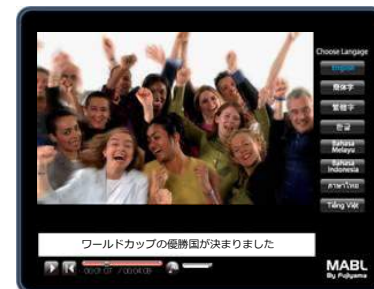 Choose Langage
English
簡体字
繁體字
한글
Bahasa
Melayu
Bahasa
Indonesia
ภาษาไทย
Tiếng Việt
ワールドカップの優勝国が決まりました
00:01:07 / 00:04:09
MABL
By Fujiyama